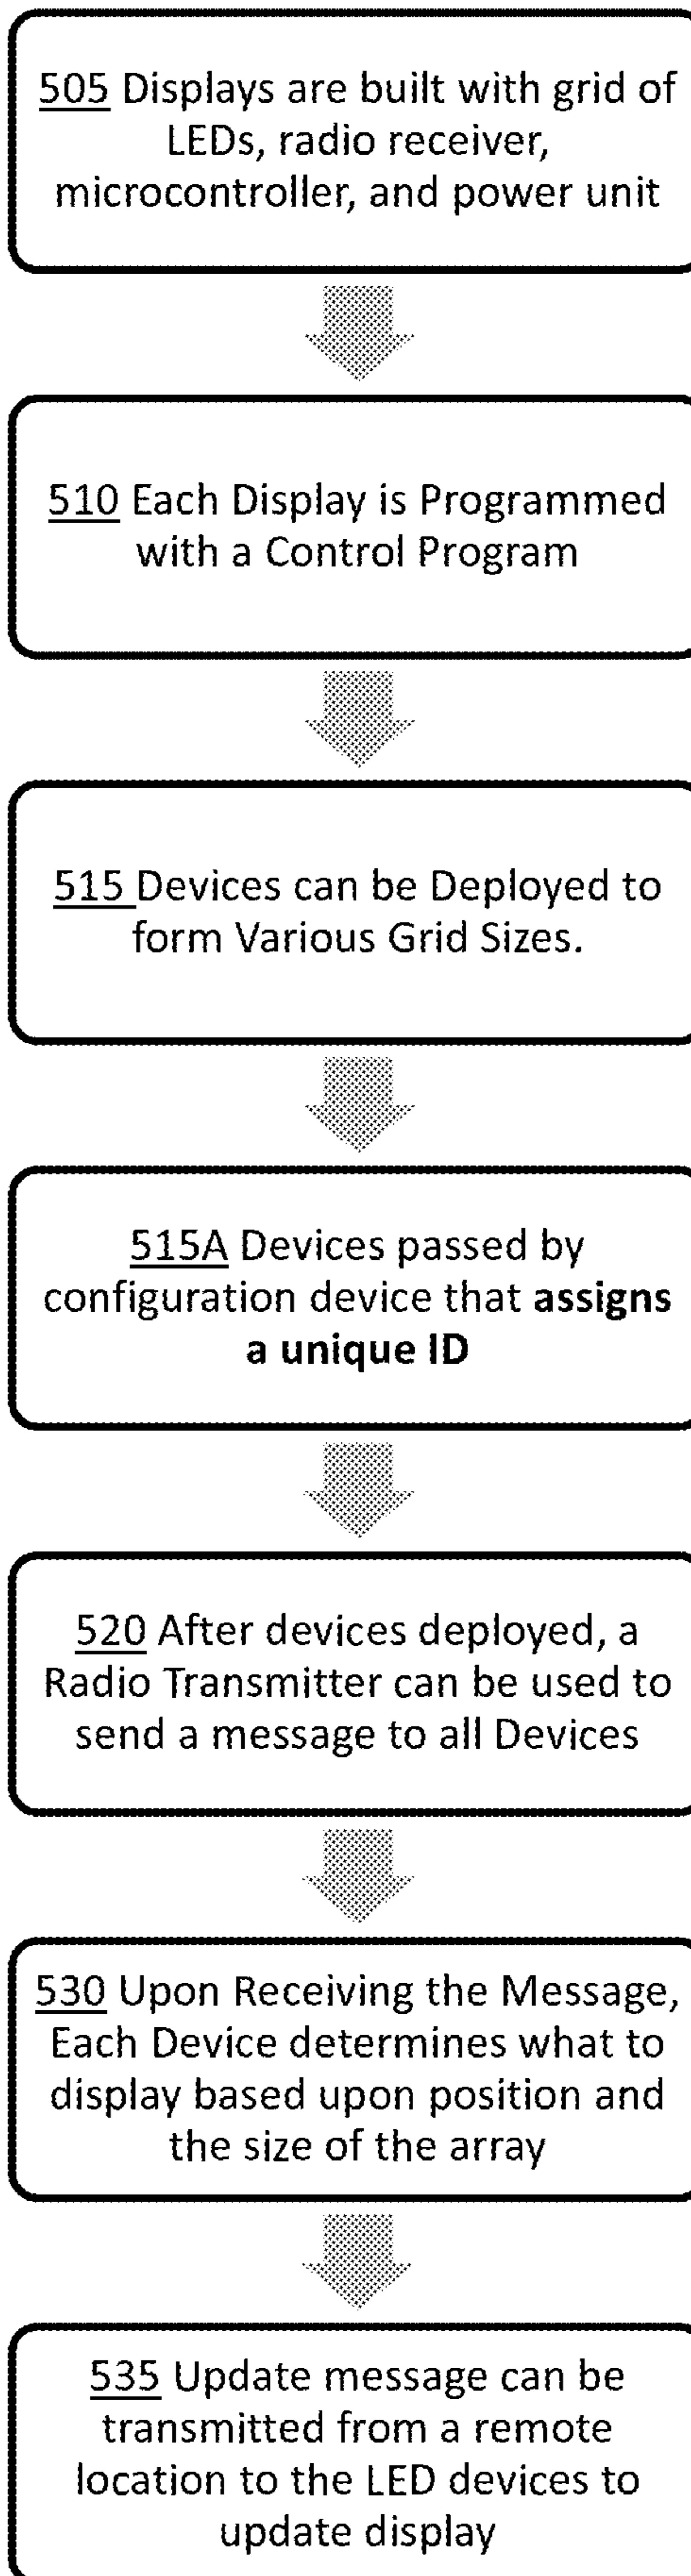 505 Displays are built with grid of
LEDs, radio receiver,
microcontroller, and power unit
510 Each Display is Programmed
with a Control Program
515 Devices can be Deployed to
form Various Grid Sizes.
515A Devices passed by
configuration device that assigns
a unique ID
520 After devices deployed, a
Radio Transmitter can be used to
send a message to all Devices
530 Upon Receiving the Message,
Each Device determines what to
display based upon position and
the size of the array
535 Update message can be
transmitted from a remote
location to the LED devices to
update display